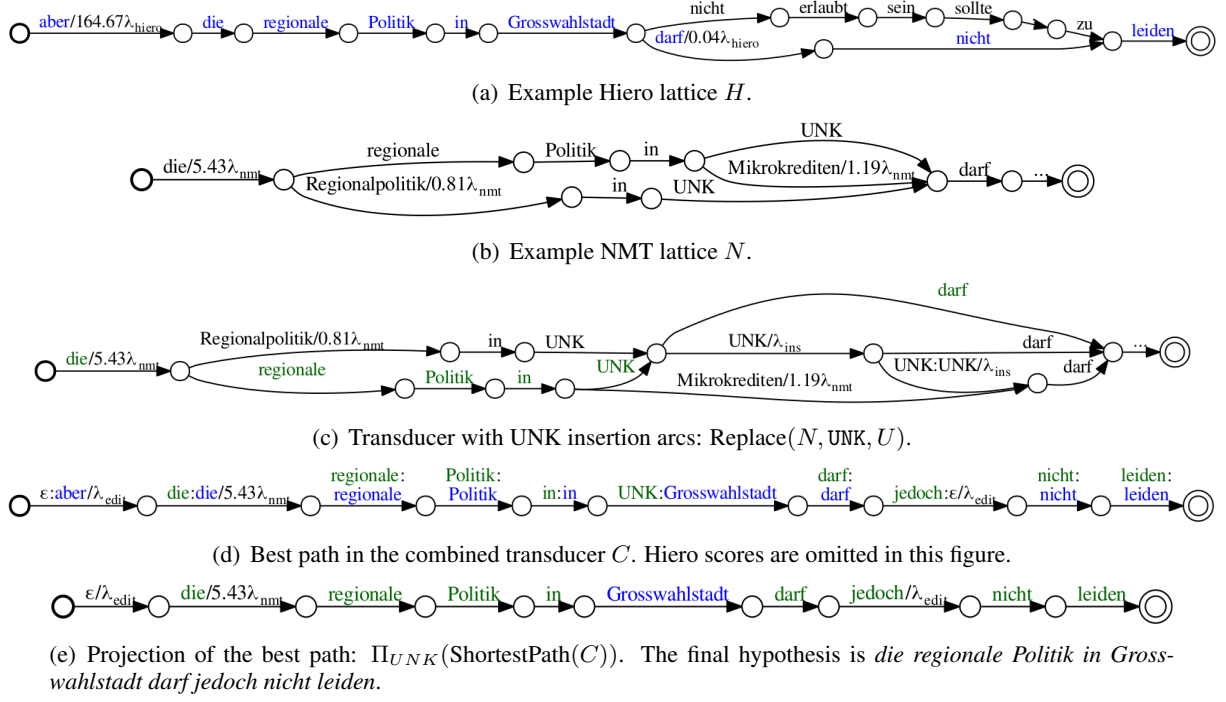 aber/164.67λhiero die regionale Politik in Grosswahlstadt nicht erlaubt sein sollte ... zu leiden
darf/0.04λhiero nicht
(a) Example Hiero lattice H.
die/5.43λnmt regionale Politik in UNK darf ...
Regionalpolitik/0.81λnmt in UNK Mikrokrediten/1.19λnmt
(b) Example NMT lattice N.
darf
die/5.43λnmt Regionalpolitik/0.81λnmt in UNK UNK/λins darf ...
regionale Politik in UNK Mikrokrediten/1.19λnmt UNK:UNK/λins darf
(c) Transducer with UNK insertion arcs: Replace(N, UNK, U).
ε:aber/λedit die:die/5.43λnmt regionale:regionale Politik:Politik in:in UNK:Grosswahlstadt darf:darf jedoch:ε/λedit nicht:nicht leiden:leiden
(d) Best path in the combined transducer C. Hiero scores are omitted in this figure.
ε/λedit die/5.43λnmt regionale Politik in Grosswahlstadt darf jedoch/λedit nicht leiden
(e) Projection of the best path: ΠUNK(ShortestPath(C)). The final hypothesis is die regionale Politik in Gross-
wahlstadt darf jedoch nicht leiden.